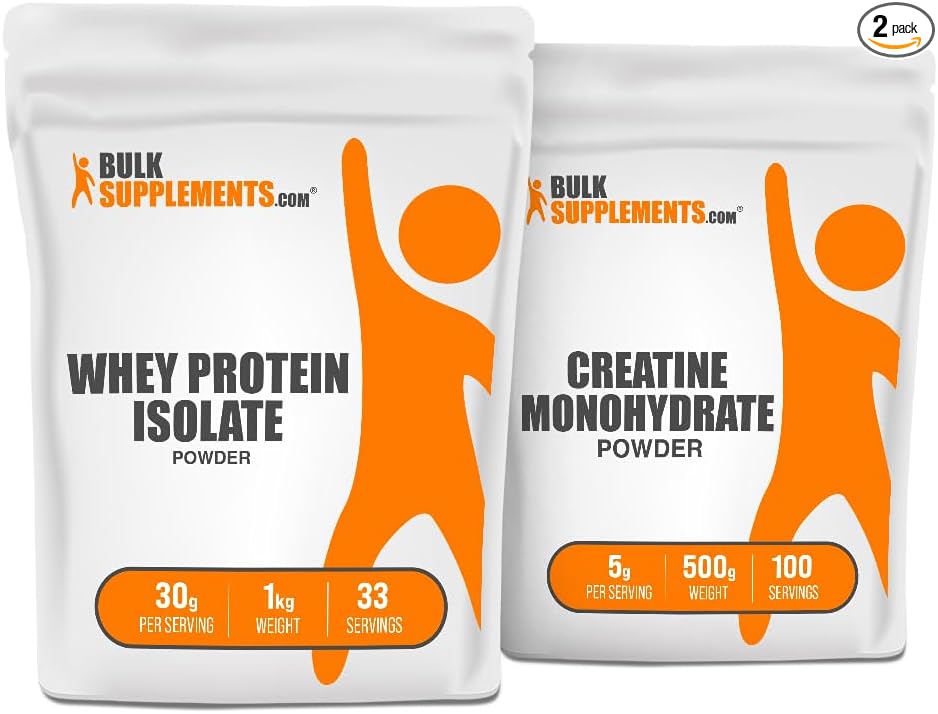 2 pack
BULK
SUPPLEMENTS.COM®
WHEY PROTEIN
ISOLATE
POWDER
30g
PER SERVING
1kg
WEIGHT
33
SERVINGS
BULK
SUPPLEMENTS.COM®
CREATINE
MONOHYDRATE
POWDER
5g
PER SERVING
500g
WEIGHT
100
SERVINGS